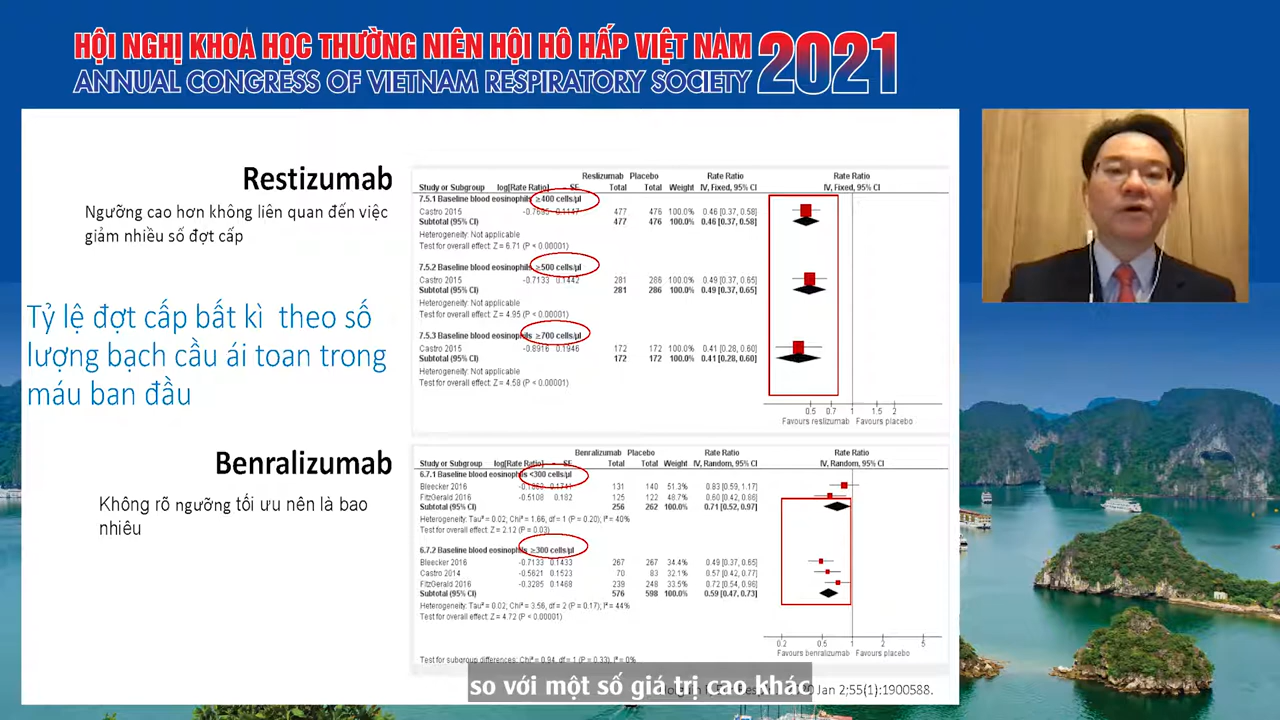 HỘI NGHỊ KHOA HỌC THƯỜNG NIÊN HỘI HÔ HẤP VIỆT NAM 2021
ANNUAL CONGRESS OF VIETNAM RESPIRATORY SOCIETY
Restizumab
Ngưỡng cao hơn không liên quan đến việc
giảm nhiều số đợt cấp
Tỷ lệ đợt cấp bất kì theo số
lượng bạch cầu ái toan trong
máu ban đầu
Benralizumab
Không rõ ngưỡng tối ưu nên là bao
nhiêu
Reslizumab Placebo Rate Ratio Rate Ratio
Study or Subgroup log[Rate Ratio] SE Total Total Weight IV, Fixed, 95% CI IV, Fixed, 95% CI
7.5.1 Baseline blood eosinophils ≥400 cells/µl
Castro 2015 477 476 100.0% 0.46 [0.37, 0.58]
Subtotal (95% CI) 477 476 100.0% 0.46 [0.37, 0.58]
Heterogeneity: Not applicable
Test for overall effect: Z = 6.71 (P < 0.00001)
7.5.2 Baseline blood eosinophils ≥500 cells/µl
Castro 2015 -0.7133 0.1442 281 286 100.0% 0.49 [0.37, 0.65]
Subtotal (95% CI) 281 286 100.0% 0.49 [0.37, 0.65]
Heterogeneity: Not applicable
Test for overall effect: Z = 4.95 (P < 0.00001)
7.5.3 Baseline blood eosinophils ≥700 cells/µl
Castro 2015 -0.8916 0.1946 172 172 100.0% 0.41 [0.28, 0.60]
Subtotal (95% CI) 172 172 100.0% 0.41 [0.28, 0.60]
Heterogeneity: Not applicable
Test for overall effect: Z = 4.58 (P < 0.00001)
0.5 0.7 1 1.5 2
Favours reslizumab Favours placebo
Benralizumab Placebo Rate Ratio Rate Ratio
Study or Subgroup log[Rate Ratio] SE Total Total Weight IV, Random, 95% CI IV, Random, 95% CI
6.7.1 Baseline blood eosinophils <300 cells/µl
Bleecker 2016 131 140 51.3% 0.83 [0.59, 1.17]
FitzGerald 2016 -0.5108 0.182 125 122 48.7% 0.60 [0.42, 0.86]
Subtotal (95% CI) 256 262 100.0% 0.71 [0.52, 0.97]
Heterogeneity: Tau² = 0.02; Chi² = 1.66, df = 1 (P = 0.20); I² = 40%
Test for overall effect: Z = 2.12 (P = 0.03)
6.7.2 Baseline blood eosinophils ≥300 cells/µl
Bleecker 2016 -0.7133 0.1433 267 267 34.4% 0.49 [0.37, 0.65]
Castro 2014 -0.5621 0.1523 70 83 32.1% 0.57 [0.42, 0.77]
FitzGerald 2016 -0.3285 0.1468 239 248 33.5% 0.72 [0.54, 0.96]
Subtotal (95% CI) 576 598 100.0% 0.59 [0.47, 0.73]
Heterogeneity: Tau² = 0.02; Chi² = 3.56, df = 2 (P = 0.17); I² = 44%
Test for overall effect: Z = 4.72 (P < 0.00001)
0.2 0.5 1 2 5
Favours benralizumab Favours placebo
Test for subgroup differences: Chi² = 0.94, df = 1 (P = 0.33), I² = 0%
so với một số giá trị cao khác
Jan 2;55(1):1900588.